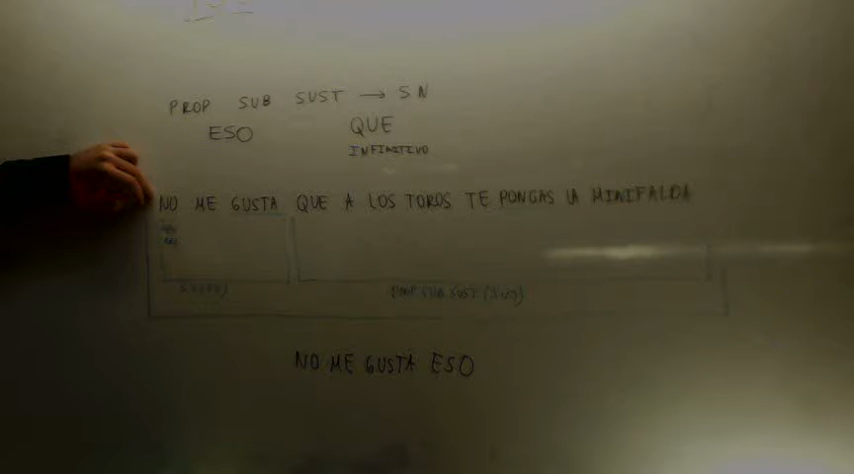 PROP SUB SUST → SN
ESO QUE
INFINITIVO
NO ME GUSTA QUE A LOS TOROS TE PONGAS LA MINIFALDA
PROP SUB SUST (SUJ)
NO ME GUSTA ESO